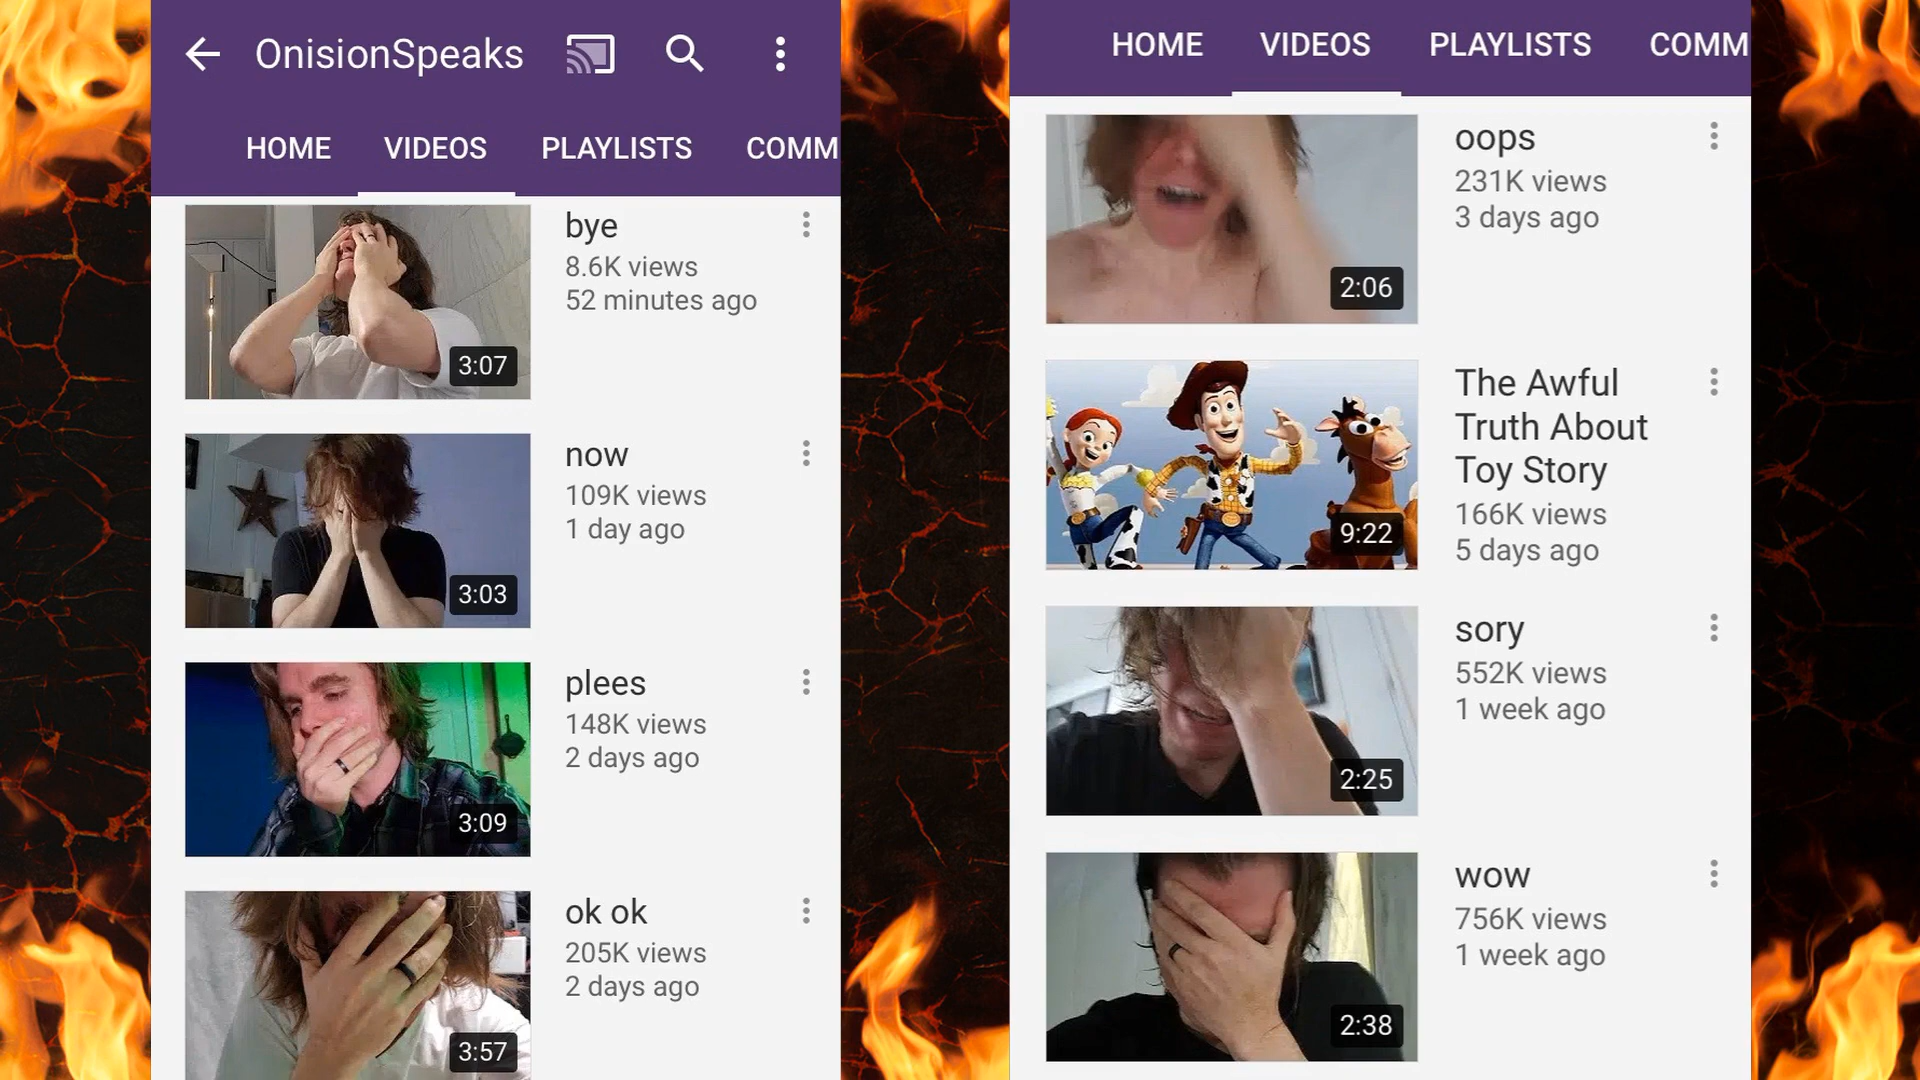 OnisionSpeaks
HOME VIDEOS PLAYLISTS COMM
bye
8.6K views
52 minutes ago
3:07
now
109K views
1 day ago
3:03
plees
148K views
2 days ago
3:09
ok ok
205K views
2 days ago
3:57
HOME VIDEOS PLAYLISTS COMM
oops
231K views
3 days ago
2:06
The Awful
Truth About
Toy Story
166K views
5 days ago
9:22
sory
552K views
1 week ago
2:25
wow
756K views
1 week ago
2:38